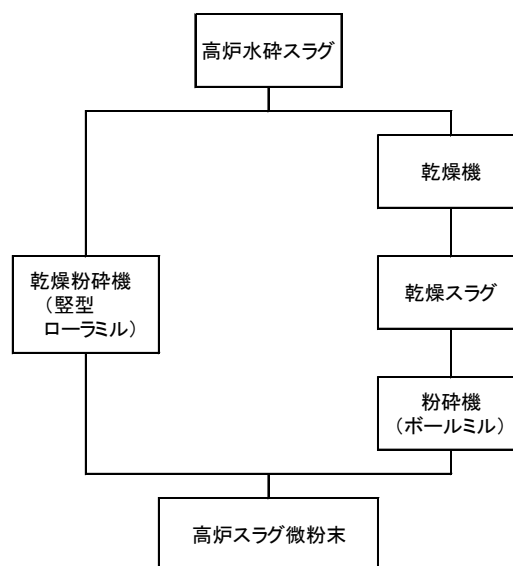 高炉水砕スラグ
乾燥機
乾燥粉砕機
（竪型
ローラミル）
乾燥スラグ
粉砕機
（ボールミル）
高炉スラグ微粉末